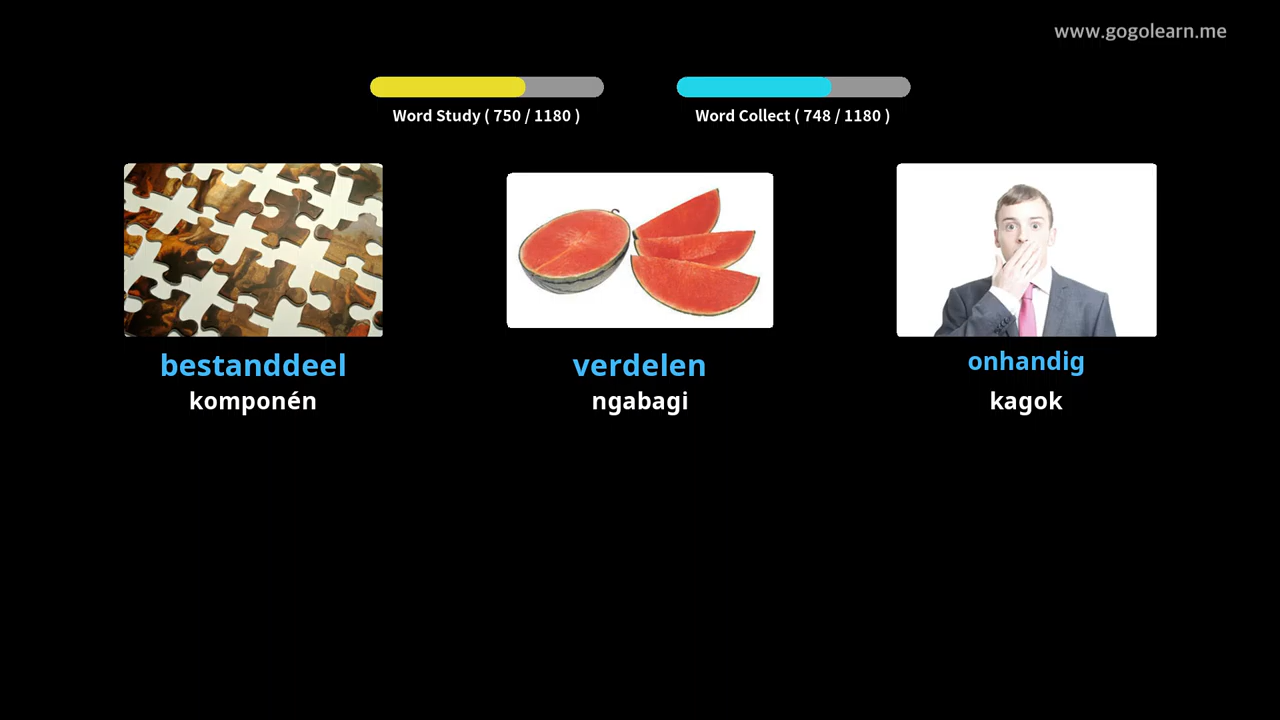 www.gogolearn.me
Word Study ( 750 / 1180 )
Word Collect ( 748 / 1180 )
bestanddeel
komponén
verdelen
ngabagi
onhandig
kagok